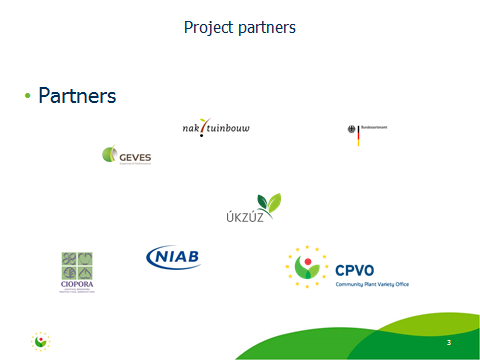 Project partners
• Partners
nak tuinbouw
Bundessortenamt
GEVES
ÚKZÚZ
NIAB
CIOPORA
CPVO
Community Plant Variety Office
3